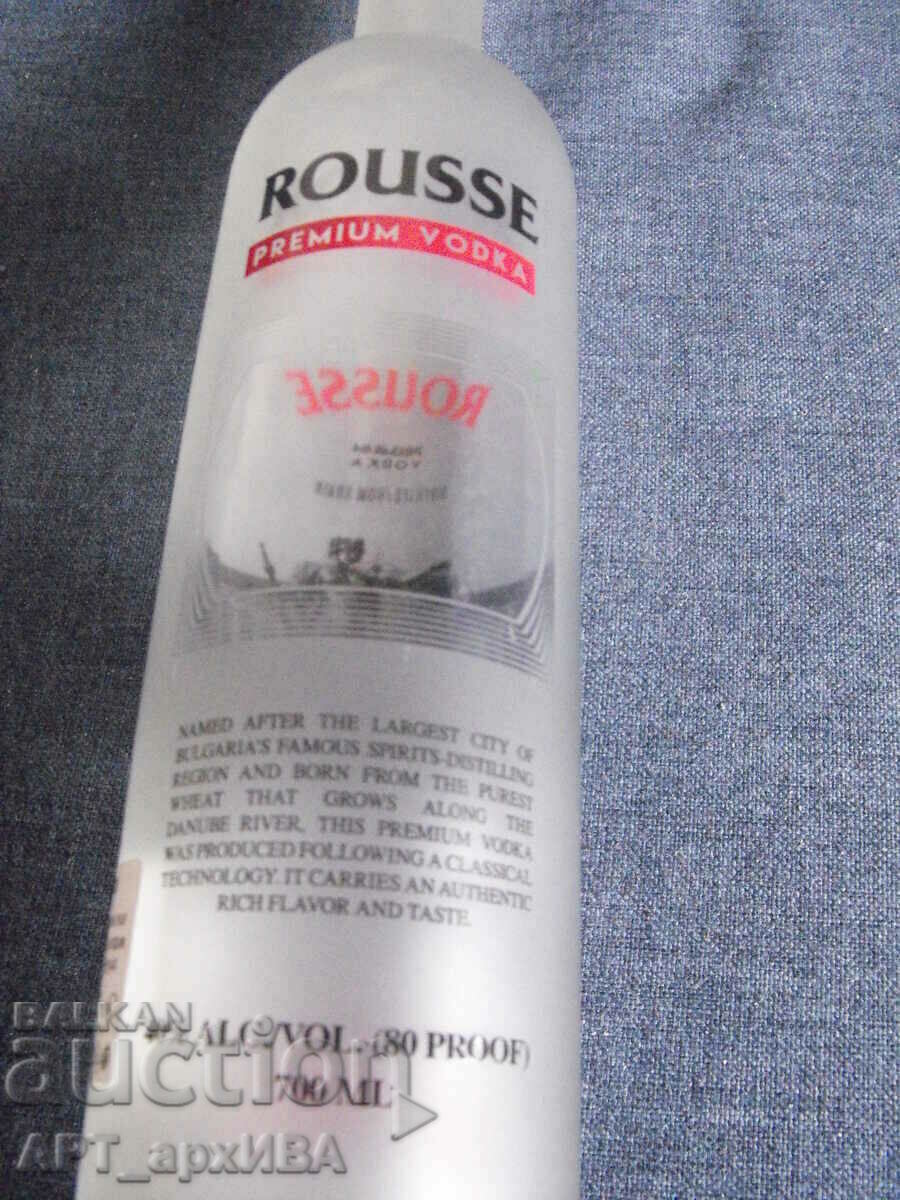 ROUSSE
PREMIUM VODKA
ROUSSE
VODKA
NAMED AFTER THE LARGEST CITY OF
BULGARIA'S FAMOUS SPIRITS-DISTILLING
REGION AND BORN FROM THE PUREST
WHEAT THAT GROWS ALONG THE
DANUBE RIVER, THIS PREMIUM VODKA
WAS PRODUCED FOLLOWING A CLASSICAL
TECHNOLOGY. IT CARRIES AN AUTHENTIC
RICH FLAVOR AND TASTE.
ALC/VOL. (80 PROOF)
700 ML
BALKAN
auction
АРТ_архИВА